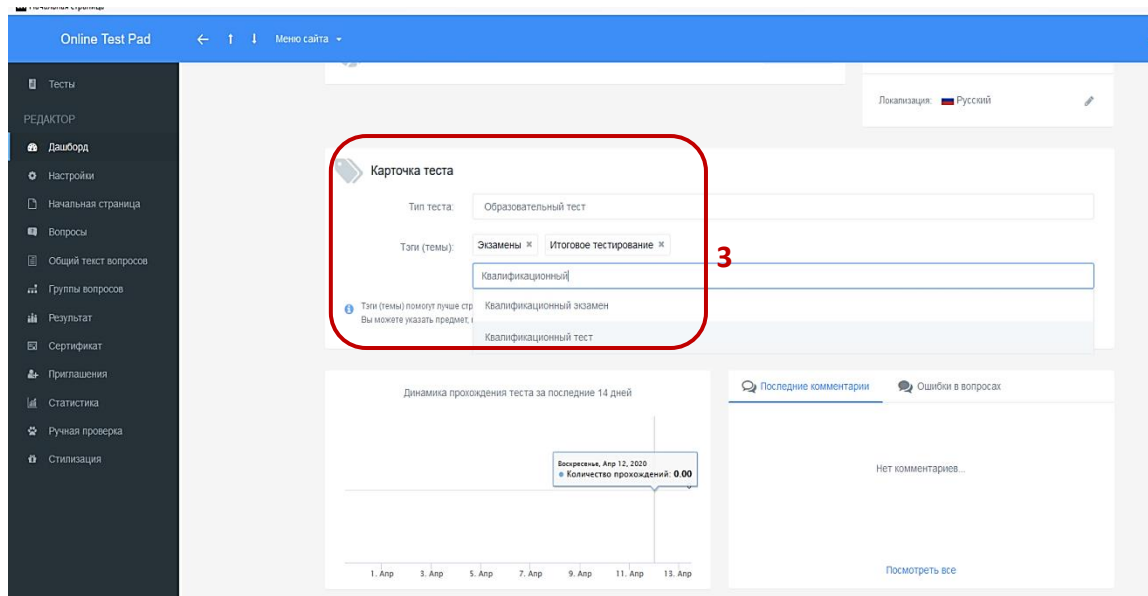 Начальная страница
Online Test Pad
Меню сайта
Тесты
РЕДАКТОР
Дашборд
Настройки
Начальная страница
Вопросы
Общий текст вопросов
Группы вопросов
Результат
Сертификат
Приглашения
Статистика
Ручная проверка
Стилизация
Локализация: Русский
Карточка теста
Тип теста: Образовательный тест
Тэги (темы): Экзамены × Итоговое тестирование ×
3
Квалификационный
Тэги (темы) помогут лучше
Вы можете указать предмет,
Квалификационный экзамен
Квалификационный тест
Динамика прохождения теста за последние 14 дней
Воскресенье, Апр 12, 2020
Количество прохождений: 0.00
1. Апр 3. Апр 5. Апр 7. Апр 9. Апр 11. Апр 13. Апр
Последние комментарии Ошибки в вопросах
Нет комментариев...
Посмотреть все